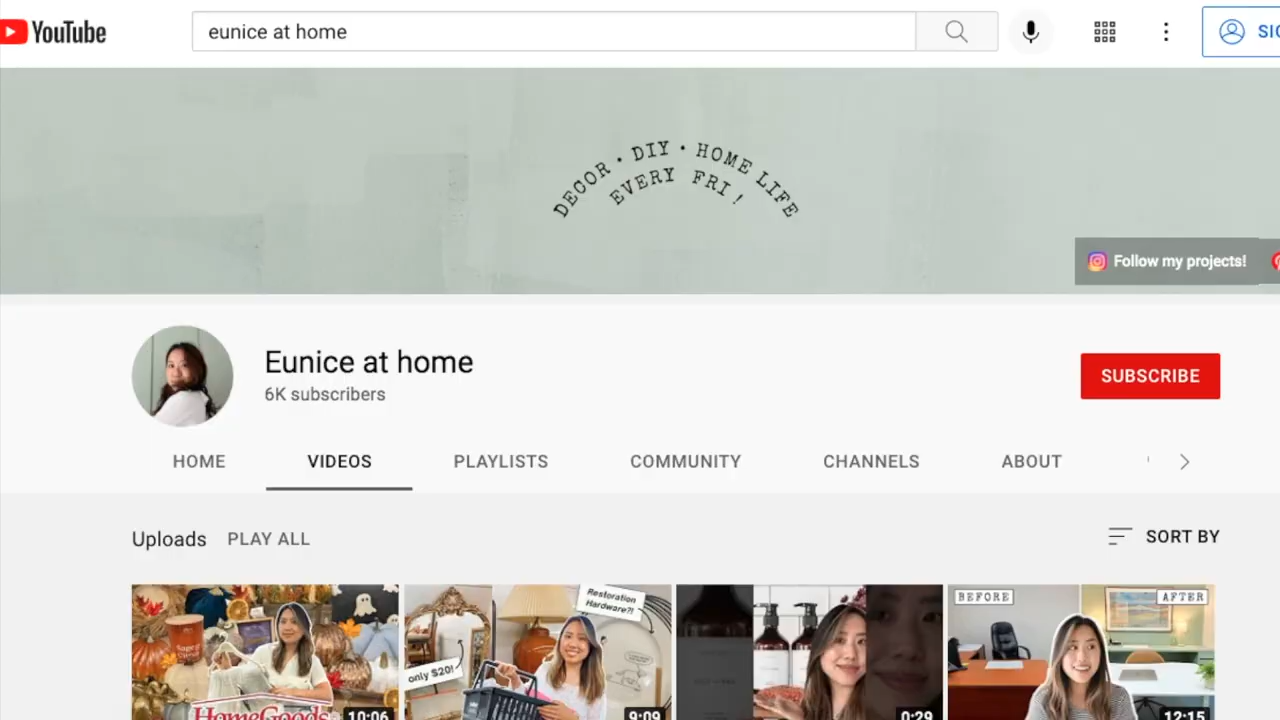 YouTube
eunice at home
SIG
DECOR • DIY • HOME LIFE
EVERY FRI!
Follow my projects!
Eunice at home
6K subscribers
SUBSCRIBE
HOME
VIDEOS
PLAYLISTS
COMMUNITY
CHANNELS
ABOUT
Uploads
PLAY ALL
SORT BY
HomeGoods
10:06
Restoration
Hardware?!
only $20!
9:09
0:29
BEFORE
AFTER
12:15